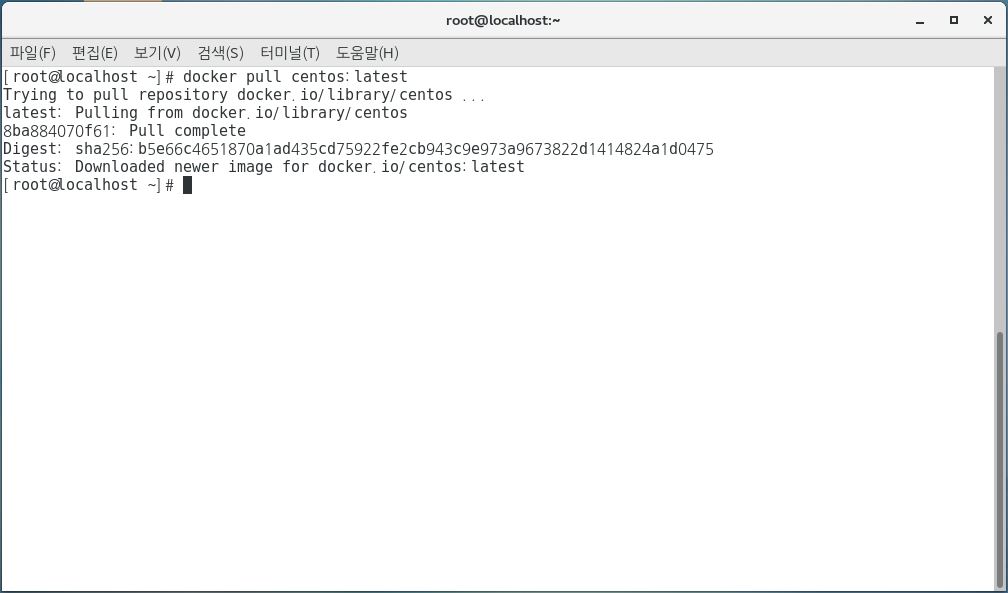 root@localhost:~
파일(F) 편집(E) 보기(V) 검색(S) 터미널(T) 도움말(H)
[root@localhost ~]# docker pull centos:latest
Trying to pull repository docker.io/library/centos ...
latest: Pulling from docker.io/library/centos
8ba884070f61: Pull complete
Digest: sha256:b5e66c4651870a1ad435cd75922fe2cb943c9e973a9673822d1414824a1d0475
Status: Downloaded newer image for docker.io/centos:latest
[root@localhost ~]#